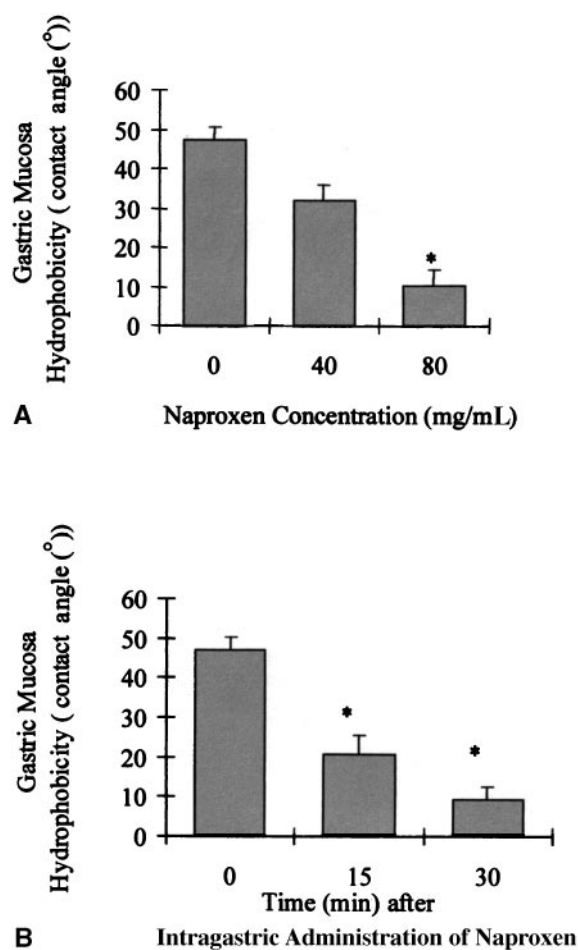 Gastric Mucosa
Hydrophobicity ( contact angle (°))
60
50
40
30
20
10
0
*
0 40 80
A Naproxen Concentration (mg/mL)
Gastric Mucosa
Hydrophobicity ( contact angle (°))
60
50
40
30
20
10
0
*
*
0 15 30
Time (min) after
B Intragastric Administration of Naproxen